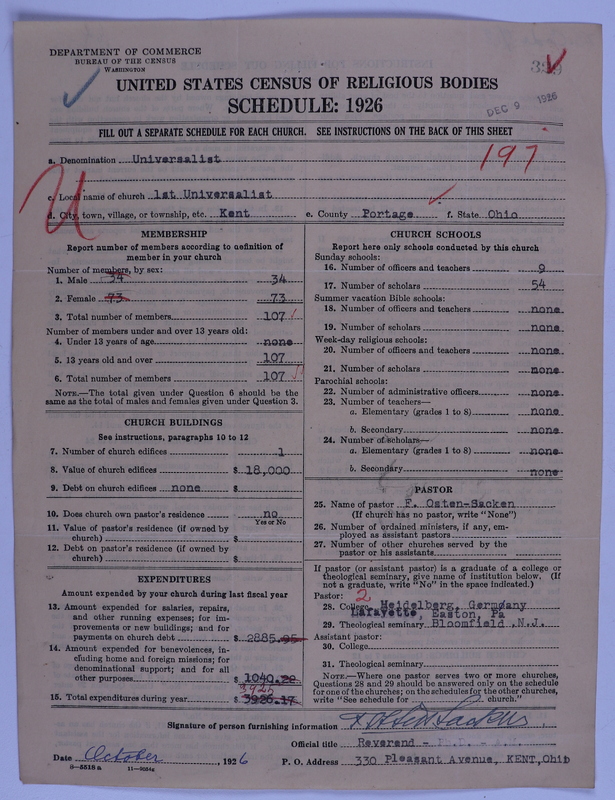 DEPARTMENT OF COMMERCE
BUREAU OF THE CENSUS
WASHINGTON
UNITED STATES CENSUS OF RELIGIOUS BODIES
SCHEDULE: 1926
DEC 9 1926
FILL OUT A SEPARATE SCHEDULE FOR EACH CHURCH. SEE INSTRUCTIONS ON THE BACK OF THIS SHEET
a. Denomination Universalist
197
U
c. Local name of church 1st Universalist
d. City, town, village, or township, etc. Kent e. County Portage f. State Ohio
MEMBERSHIP
Report number of members according to definition of
member in your church
Number of members, by sex:
1. Male 34 34
2. Female 73 73
3. Total number of members 107
Number of members under and over 13 years old:
4. Under 13 years of age none
5. 13 years old and over 107
6. Total number of members 107
NOTE.—The total given under Question 6 should be
same as the total of males and females given under Question 3.
CHURCH BUILDINGS
See instructions, paragraphs 10 to 12
7. Number of church edifices 1
8. Value of church edifices $ 18,000
9. Debt on church edifices none $
10. Does church own pastor's residence no
Yes or No
11. Value of pastor's residence (if owned by
church) $
12. Debt on pastor's residence (if owned by
church) $
EXPENDITURES
Amount expended by your church during last fiscal year
13. Amount expended for salaries, repairs,
and other running expenses; for im-
provements or new buildings; and for
payments on church debt $ 2885.95
14. Amount expended for benevolences, in-
cluding home and foreign missions; for
denominational support; and for all
other purposes $ 1040.
3925
15. Total expenditures during year $ 3926.17
CHURCH SCHOOLS
Report here only schools conducted by this church
Sunday schools:
16. Number of officers and teachers 9
17. Number of scholars 54
Summer vacation Bible schools:
18. Number of officers and teachers none
19. Number of scholars none
Week-day religious schools:
20. Number of officers and teachers none
21. Number of scholars none
Parochial schools:
22. Number of administrative officers none
23. Number of teachers—
a. Elementary (grades 1 to 8) none
b. Secondary none
24. Number of scholars—
a. Elementary (grades 1 to 8) none
b. Secondary none
PASTOR
25. Name of pastor F. Osten-Sacken
(If church has no pastor, write "None")
26. Number of ordained ministers, if any, em-
ployed as assistant pastors
27. Number of other churches served by the
pastor or his assistants
If pastor (or assistant pastor) is a graduate of a college or
theological seminary, give name of institution below. (If
not a graduate, write "No" in the space indicated.)
Pastor: 2
28. College Heidelberg, Germany
Lafayette, Easton, Pa
29. Theological seminary Bloomfield ,N.J.
Assistant pastor:
30. College
31. Theological seminary
NOTE.—Where one pastor serves two or more churches,
Questions 28 and 29 should be answered only on the schedule
for one of the churches; on the schedules for the other churches,
write "See schedule for church."
Signature of person furnishing information F. Osten Sacken
Official title Reverend -
Date October , 1926 P. O. Address 330 Pleasant Avenue, KENT, Ohio
8—5518a 11—9034